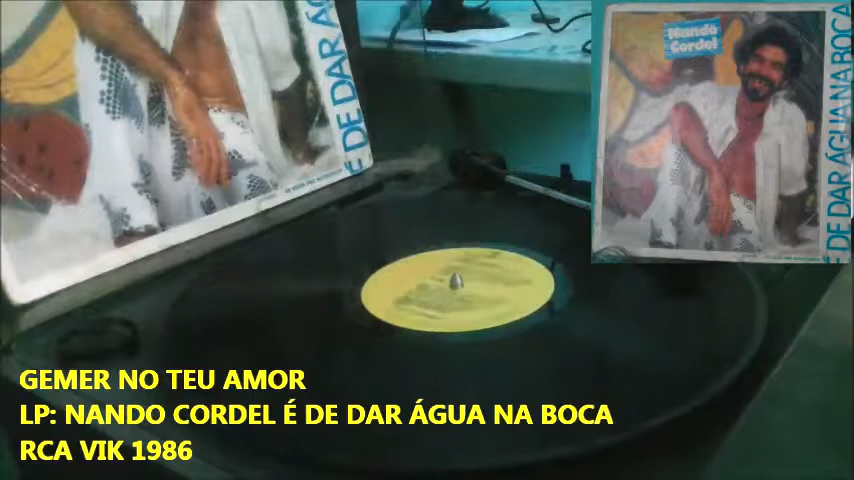 É DE DAR Á
Nando
Cordel
É DE DAR ÁGUA NA BOCA
GEMER NO TEU AMOR
LP: NANDO CORDEL É DE DAR ÁGUA NA BOCA
RCA VIK 1986